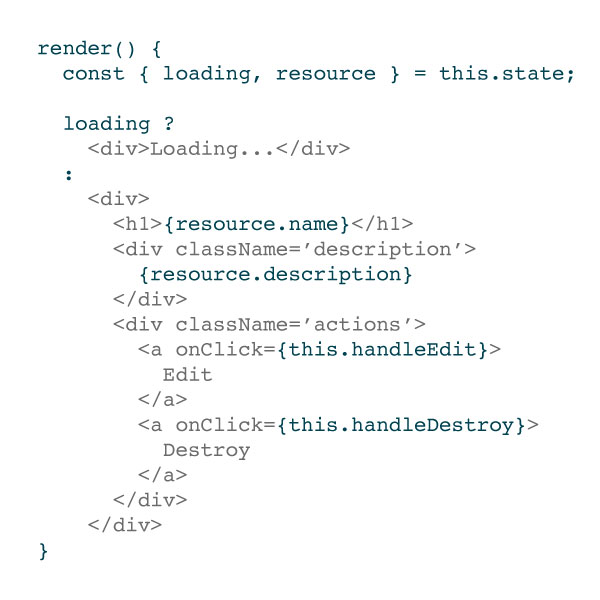 render() {
  const { loading, resource } = this.state;

  loading ?
    <div>Loading...</div>
  :
    <div>
      <h1>{resource.name}</h1>
      <div className=’description’>
        {resource.description}
      </div>
      <div className=’actions’>
        <a onClick={this.handleEdit}>
          Edit
        </a>
        <a onClick={this.handleDestroy}>
          Destroy
        </a>
      </div>
    </div>
}